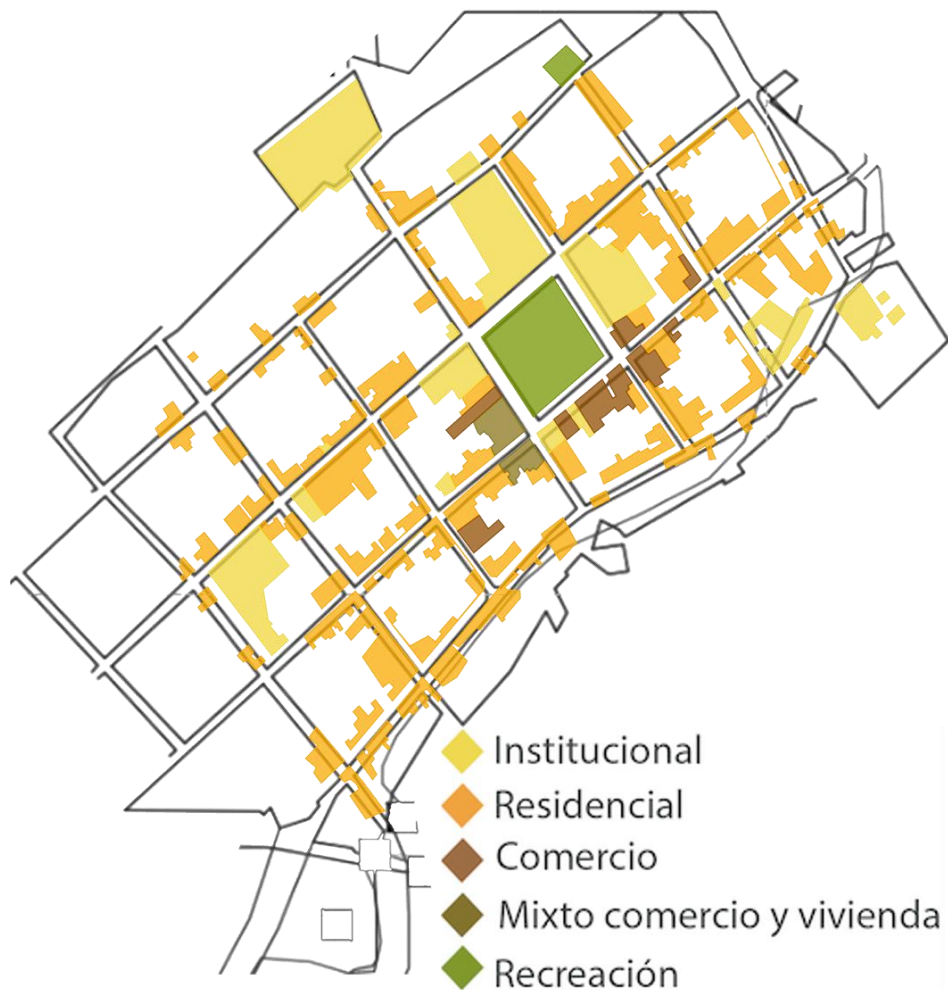 Institucional
Residencial
Comercio
Mixto comercio y vivienda
Recreación